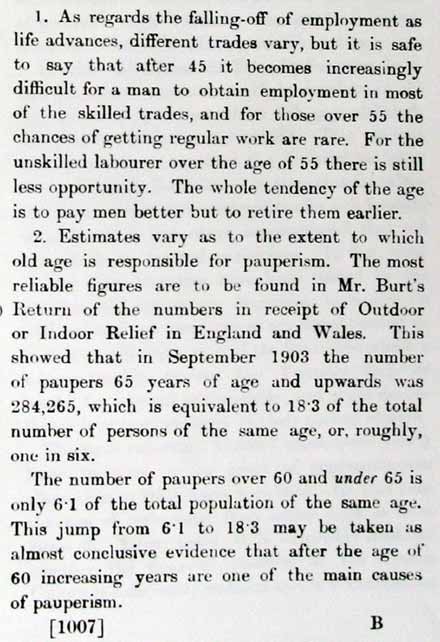 1. As regards the falling-off of employment as
life advances, different trades vary, but it is safe
to say that after 45 it becomes increasingly
difficult for a man to obtain employment in most
of the skilled trades, and for those over 55 the
chances of getting regular work are rare. For the
unskilled labourer over the age of 55 there is still
less opportunity. The whole tendency of the age
is to pay men better but to retire them earlier.
2. Estimates vary as to the extent to which
old age is responsible for pauperism. The most
reliable figures are to be found in Mr. Burt's
Return of the numbers in receipt of Outdoor
or Indoor Relief in England and Wales. This
showed that in September 1903 the number
of paupers 65 years of age and upwards was
284,265, which is equivalent to 18·3 of the total
number of persons of the same age, or, roughly,
one in six.
The number of paupers over 60 and under 65 is
only 6·1 of the total population of the same age.
This jump from 6·1 to 18·3 may be taken as
almost conclusive evidence that after the age of
60 increasing years are one of the main causes
of pauperism.
[1007] B